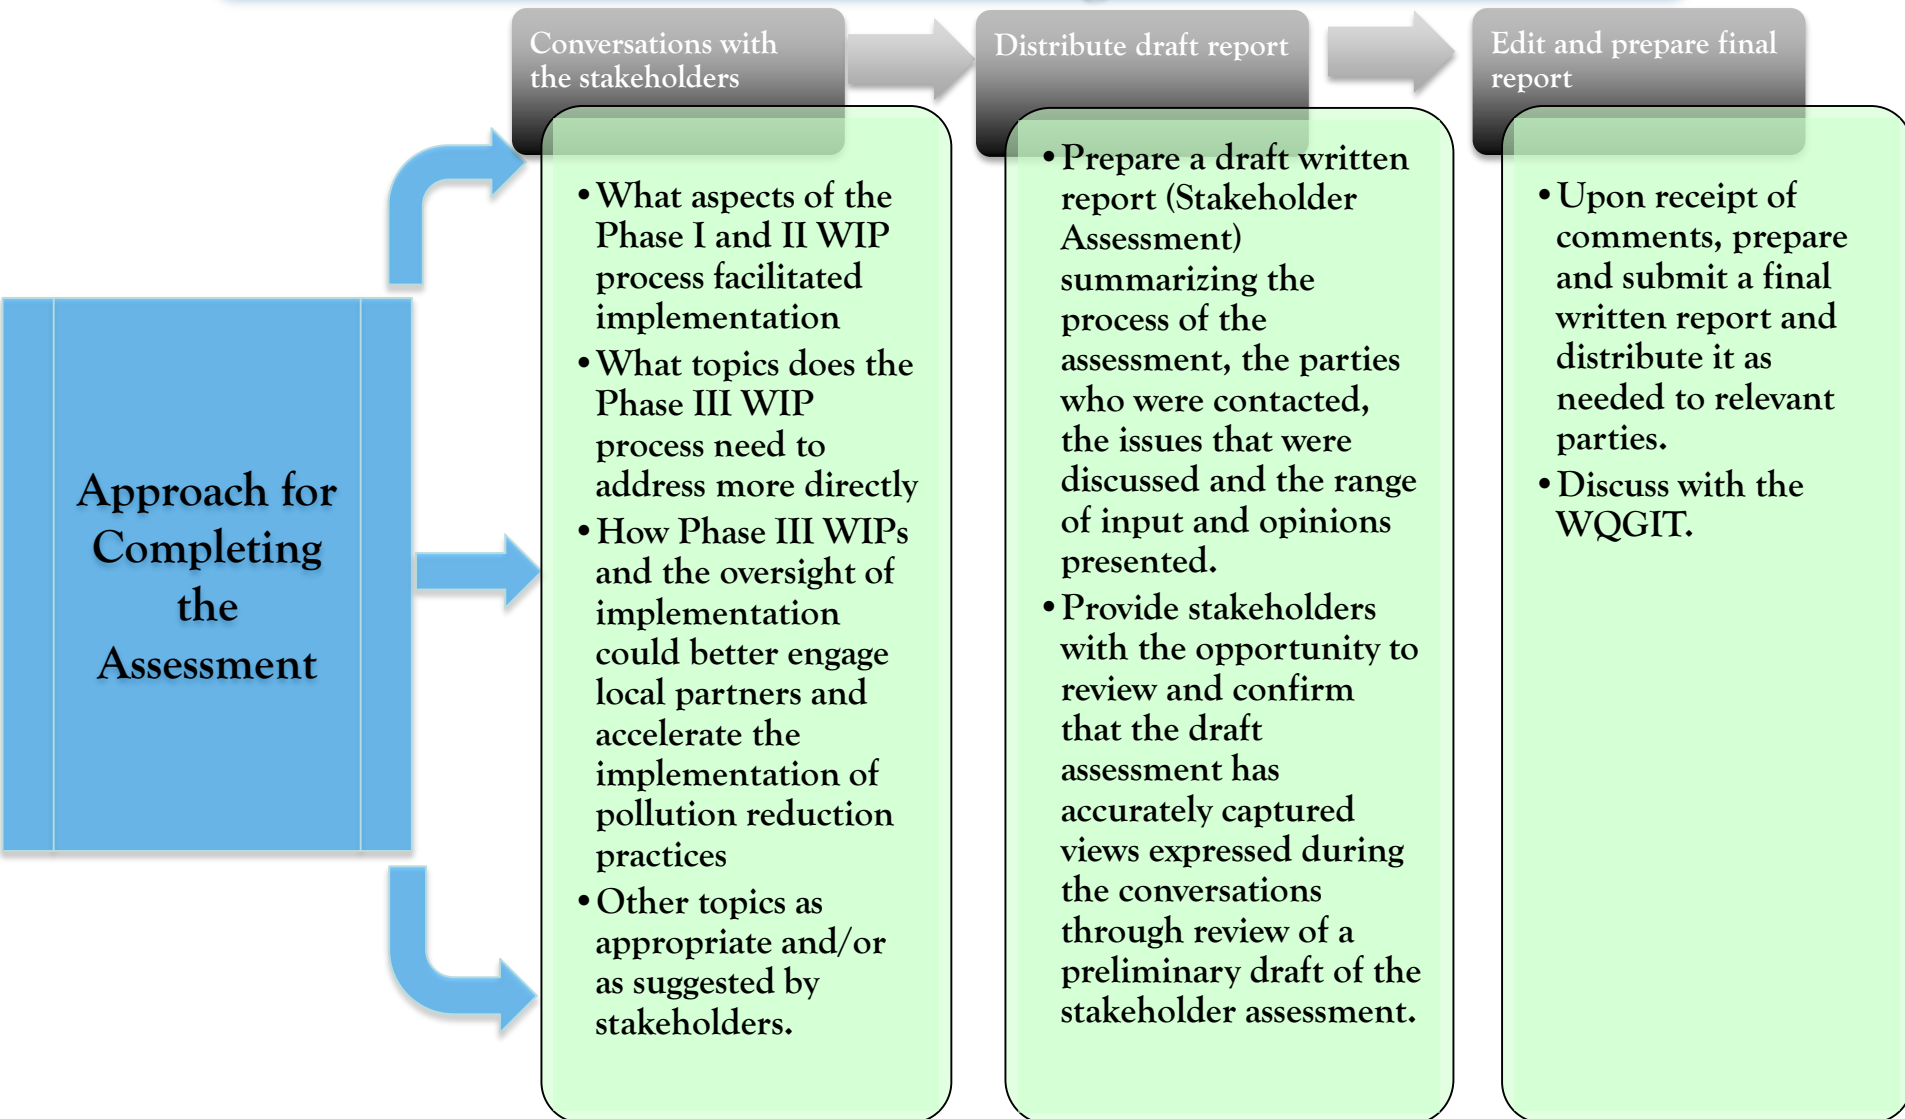 Approach for
Completing
the
Assessment
Conversations with
the stakeholders
• What aspects of the
Phase I and II WIP
process facilitated
implementation
• What topics does the
Phase III WIP
process need to
address more directly
• How Phase III WIPs
and the oversight of
implementation
could better engage
local partners and
accelerate the
implementation of
pollution reduction
practices
• Other topics as
appropriate and/or
as suggested by
stakeholders.
Distribute draft report
• Prepare a draft written
report (Stakeholder
Assessment)
summarizing the
process of the
assessment, the parties
who were contacted,
the issues that were
discussed and the range
of input and opinions
presented.
• Provide stakeholders
with the opportunity to
review and confirm
that the draft
assessment has
accurately captured
views expressed during
the conversations
through review of a
preliminary draft of the
stakeholder assessment.
Edit and prepare final
report
• Upon receipt of
comments, prepare
and submit a final
written report and
distribute it as
needed to relevant
parties.
• Discuss with the
WQGIT.